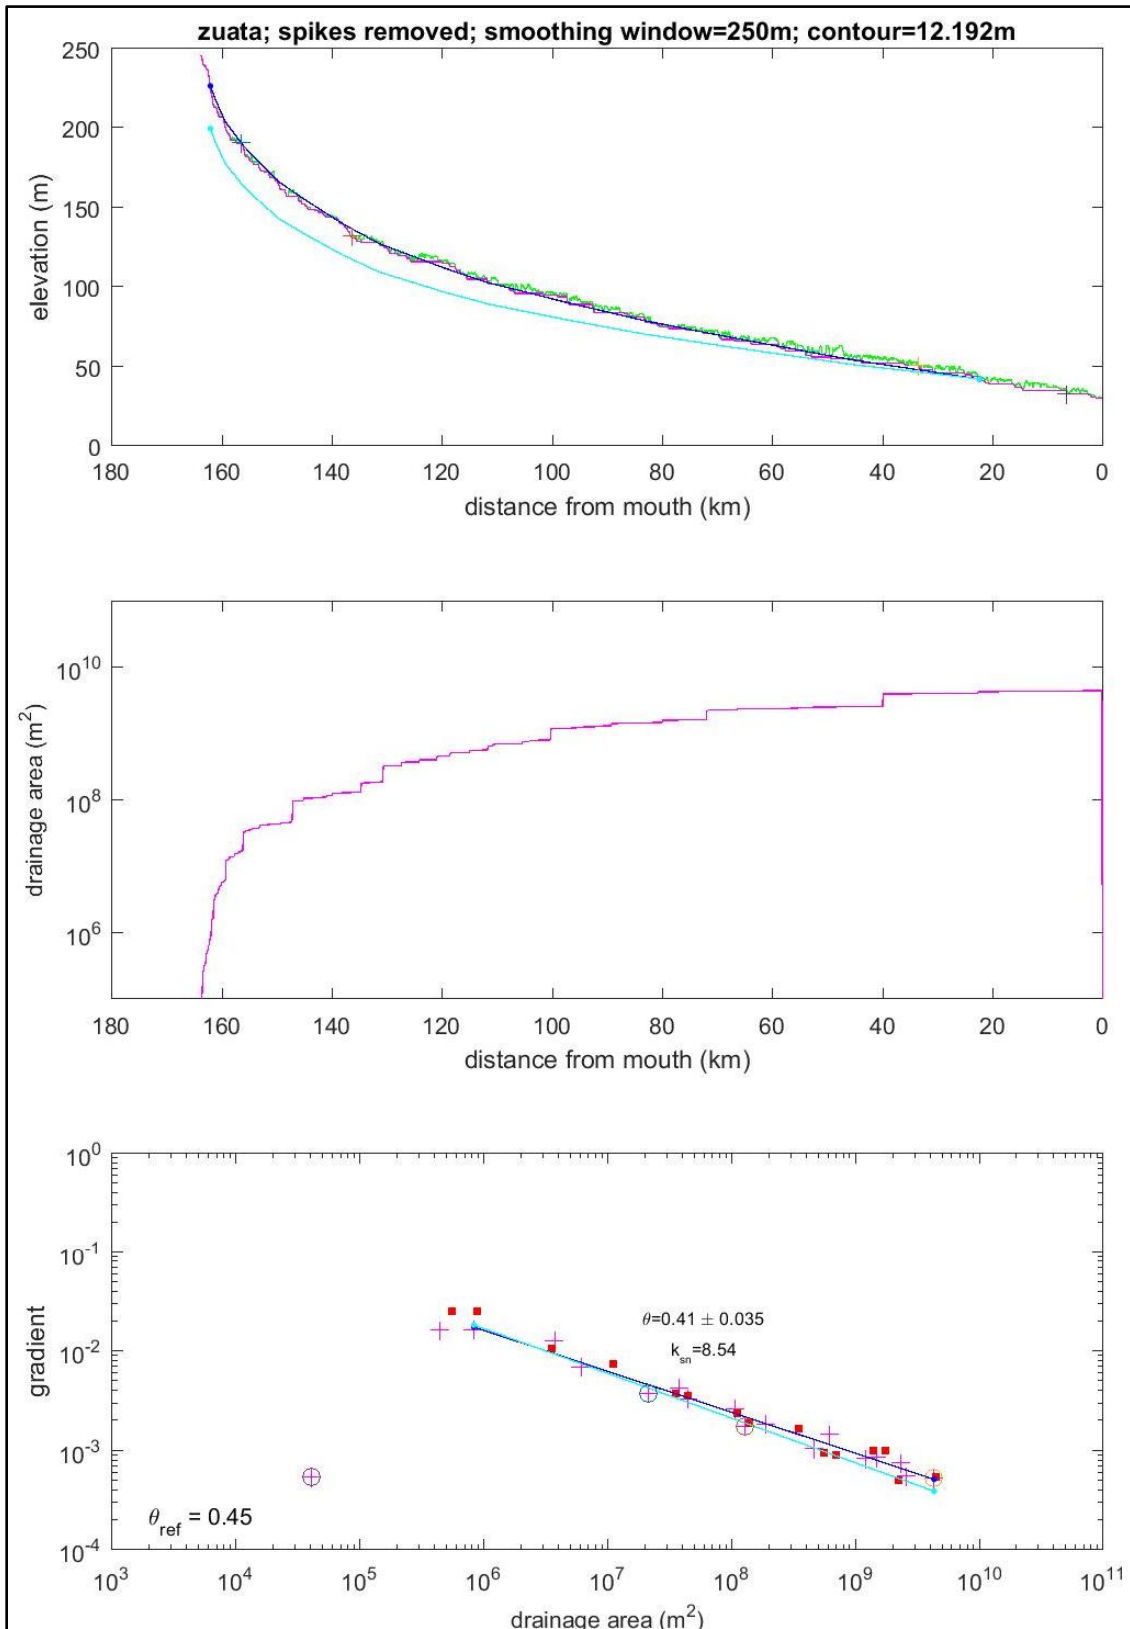 zuata; spikes removed; smoothing window=250m; contour=12.192m
250
200
150
100
50
0
elevation (m)
180 160 140 120 100 80 60 40 20 0
distance from mouth (km)
10^10
10^8
10^6
drainage area (m^2)
180 160 140 120 100 80 60 40 20 0
distance from mouth (km)
10^0
10^-1
10^-2
10^-3
10^-4
gradient
θ=0.41 ± 0.035
k_sn=8.54
θ_ref = 0.45
10^3 10^4 10^5 10^6 10^7 10^8 10^9 10^10 10^11
drainage area (m^2)